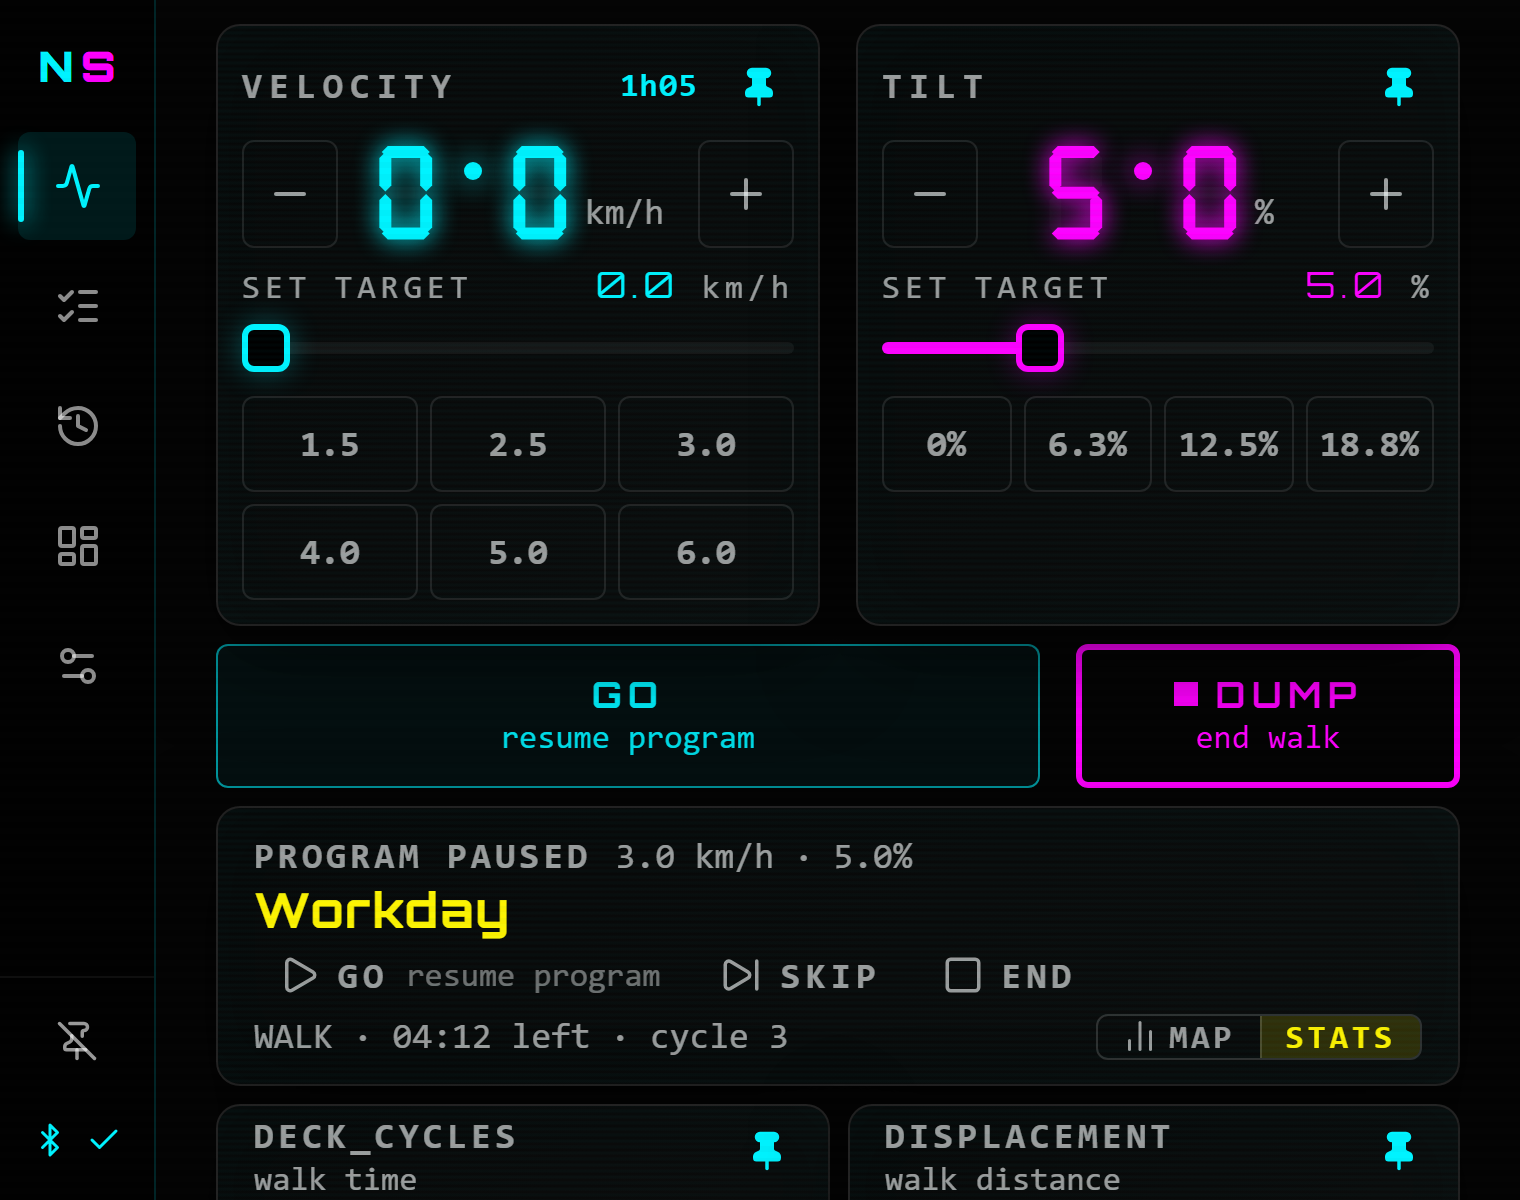 NS
VELOCITY 1h05
0.0 km/h
SET TARGET 0.0 km/h
1.5 2.5 3.0
4.0 5.0 6.0
TILT
5.0 %
SET TARGET 5.0 %
0% 6.3% 12.5% 18.8%
GO
resume program
DUMP
end walk
PROGRAM PAUSED 3.0 km/h · 5.0%
Workday
GO resume program SKIP END
WALK · 04:12 left · cycle 3 MAP STATS
DECK_CYCLES
walk time
DISPLACEMENT
walk distance